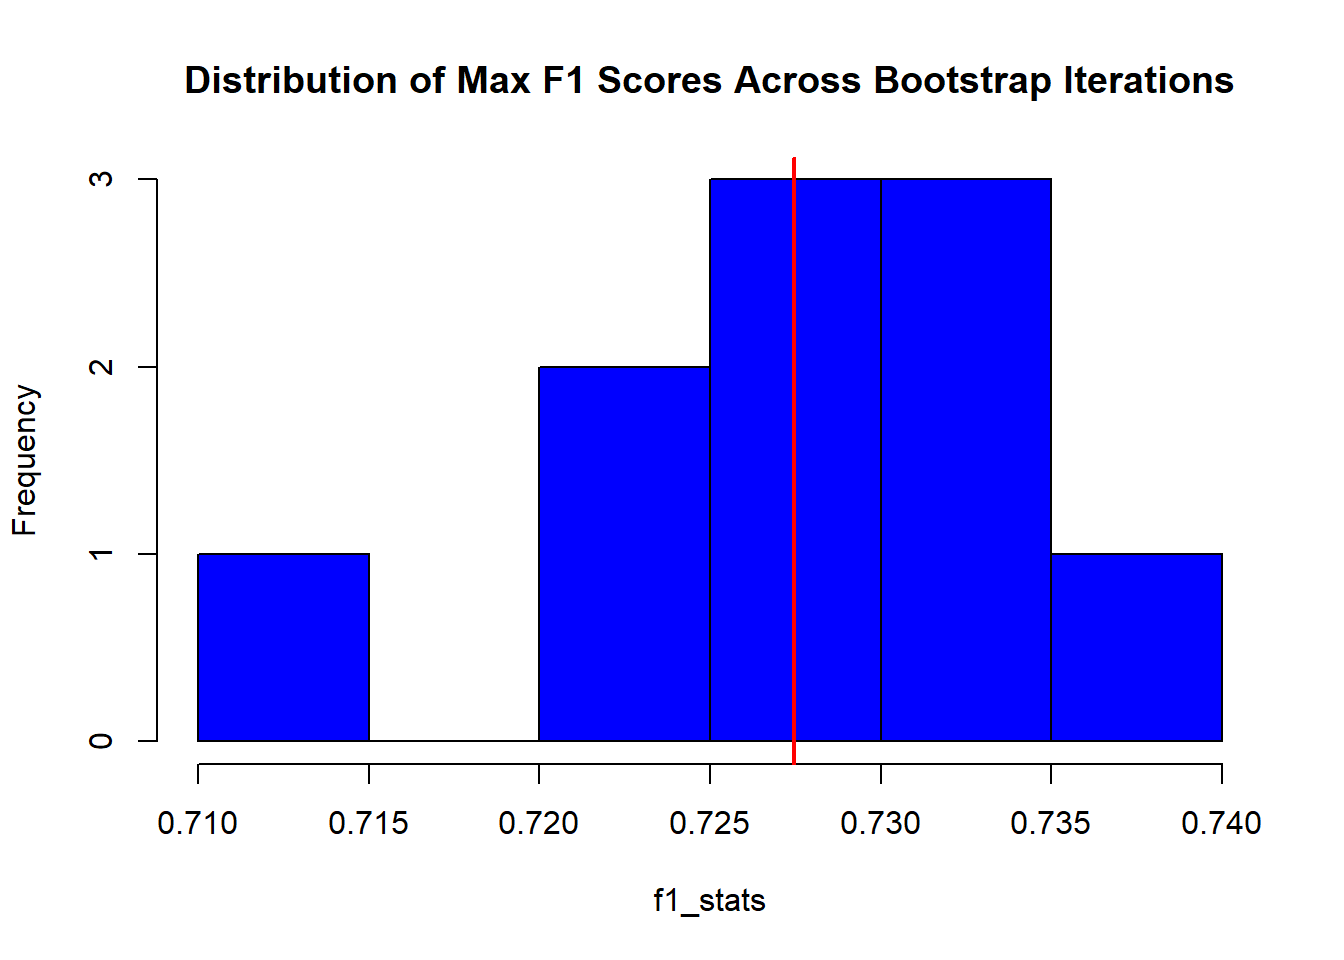 Distribution of Max F1 Scores Across Bootstrap Iterations
Frequency
3
2
1
0
0.710 0.715 0.720 0.725 0.730 0.735 0.740
f1_stats